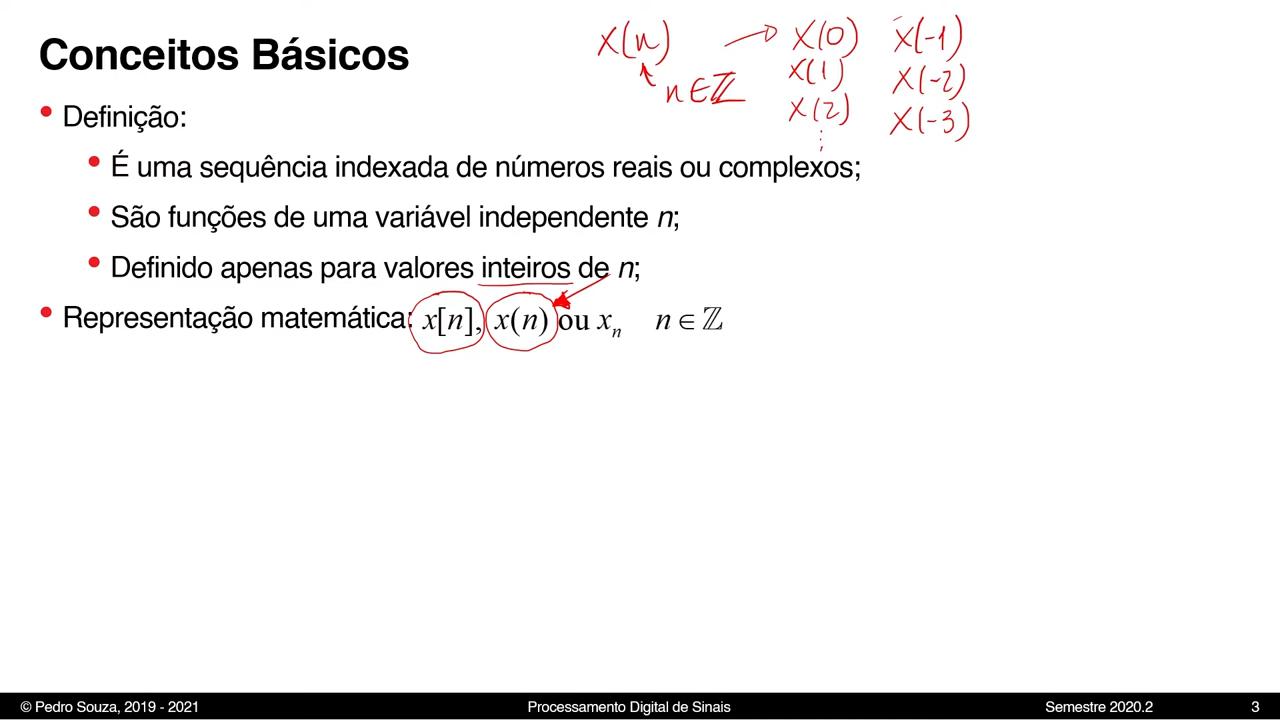 Conceitos Básicos
x(n)
n ∈ ℤ
x(0) x(-1)
x(1) x(-2)
x(2) x(-3)
⋮
• Definição:
• É uma sequência indexada de números reais ou complexos;
• São funções de uma variável independente n;
• Definido apenas para valores inteiros de n;
• Representação matemática: x[n], x(n) ou xₙ n ∈ ℤ
© Pedro Souza, 2019 - 2021 Processamento Digital de Sinais Semestre 2020.2 3